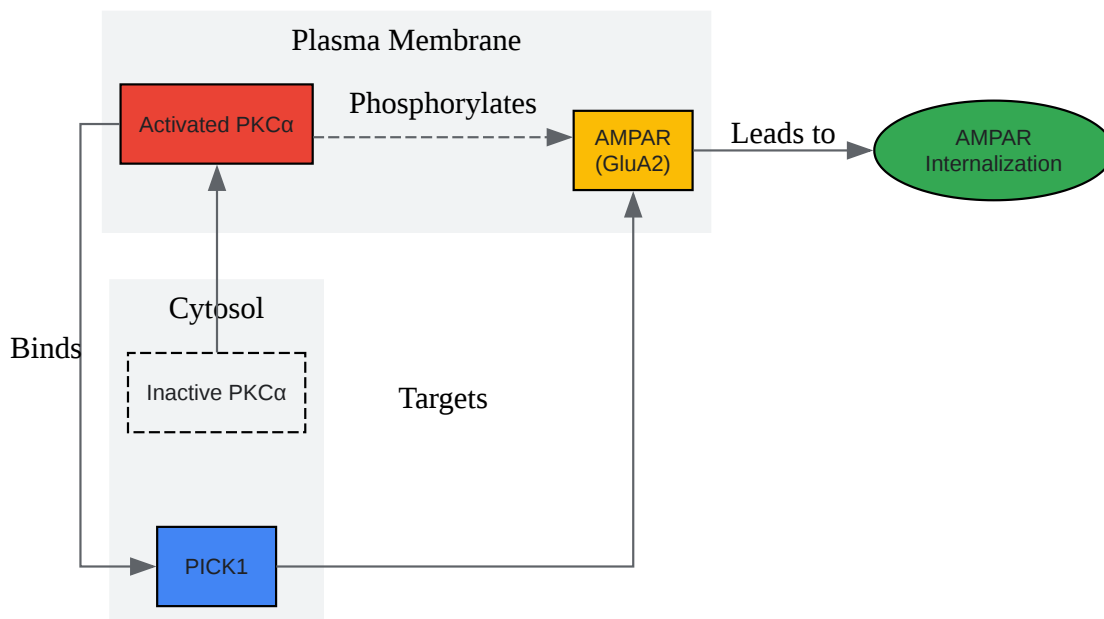 Plasma Membrane
Activated PKCα
Phosphorylates
AMPAR
(GluA2)
Leads to
AMPAR
Internalization
Cytosol
Binds
Inactive PKCα
Targets
PICK1